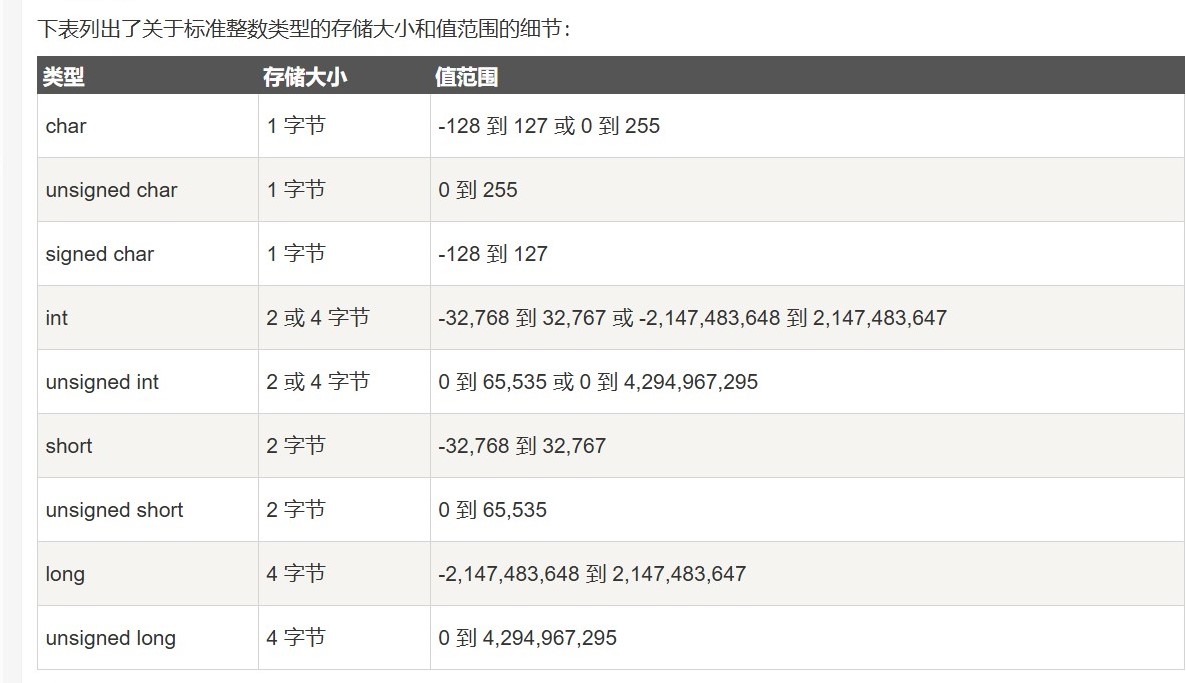 下表列出了关于标准整数类型的存储大小和值范围的细节：
类型 存储大小 值范围
char 1 字节 -128 到 127 或 0 到 255
unsigned char 1 字节 0 到 255
signed char 1 字节 -128 到 127
int 2 或 4 字节 -32,768 到 32,767 或 -2,147,483,648 到 2,147,483,647
unsigned int 2 或 4 字节 0 到 65,535 或 0 到 4,294,967,295
short 2 字节 -32,768 到 32,767
unsigned short 2 字节 0 到 65,535
long 4 字节 -2,147,483,648 到 2,147,483,647
unsigned long 4 字节 0 到 4,294,967,295